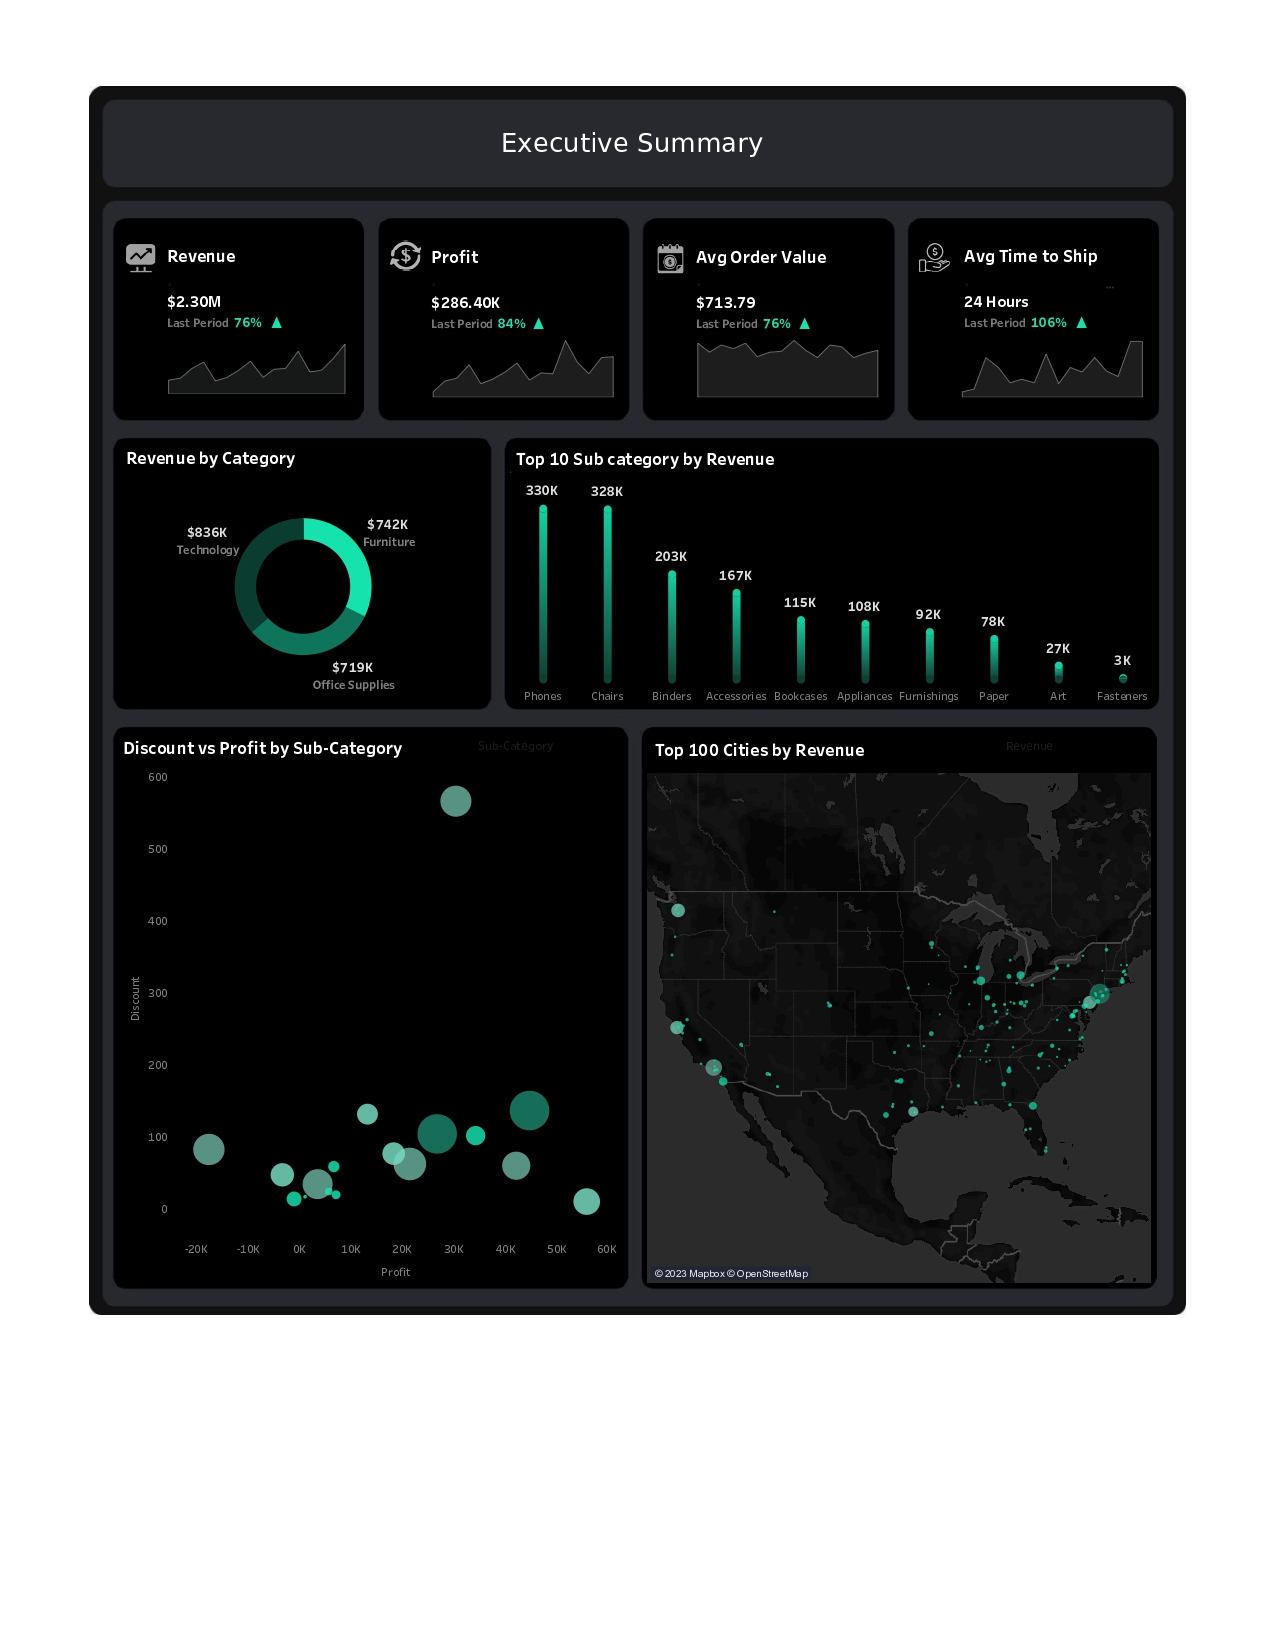 Executive Summary
Revenue
$2.30M
Last Period 76% ▲
Profit
$286.40K
Last Period 84% ▲
Avg Order Value
$713.79
Last Period 76% ▲
Avg Time to Ship
24 Hours
Last Period 106% ▲
Revenue by Category
$836K
Technology
$742K
Furniture
$719K
Office Supplies
Top 10 Sub category by Revenue
330K
328K
203K
167K
115K
108K
92K
78K
27K
3K
Phones
Chairs
Binders
Accessories
Bookcases
Appliances
Furnishings
Paper
Art
Fasteners
Discount vs Profit by Sub-Category
Sub-Category
600
500
400
300
200
100
0
Discount
-20K
-10K
0K
10K
20K
30K
40K
50K
60K
Profit
Top 100 Cities by Revenue
Revenue
© 2023 Mapbox © OpenStreetMap